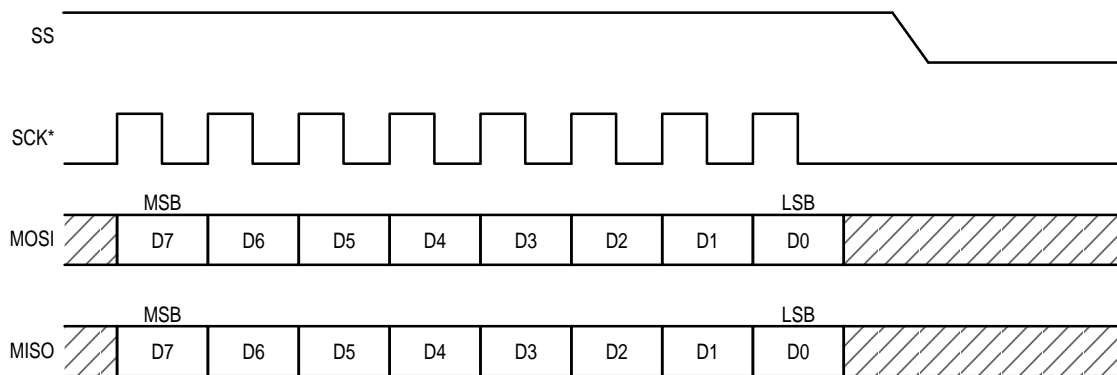 SS
SCK*
MSB LSB
MOSI D7 D6 D5 D4 D3 D2 D1 D0
MSB LSB
MISO D7 D6 D5 D4 D3 D2 D1 D0